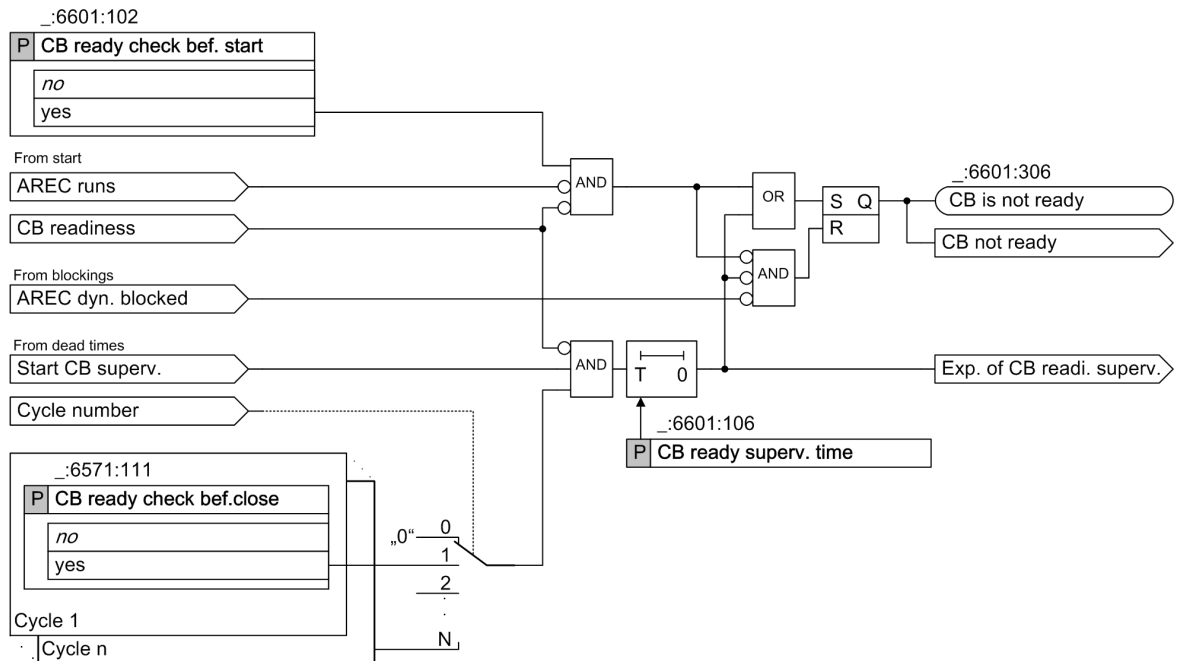 _:6601:102
P CB ready check bef. start
no
yes
From start
AREC runs
CB readiness
From blockings
AREC dyn. blocked
From dead times
Start CB superv.
Cycle number
_:6571:111
P CB ready check bef.close
no
yes
Cycle 1
Cycle n
„0“ 0
1
2
N
AND
OR
S Q
R
AND
AND
T 0
_:6601:306
CB is not ready
CB not ready
Exp. of CB readi. superv.
_:6601:106
P CB ready superv. time